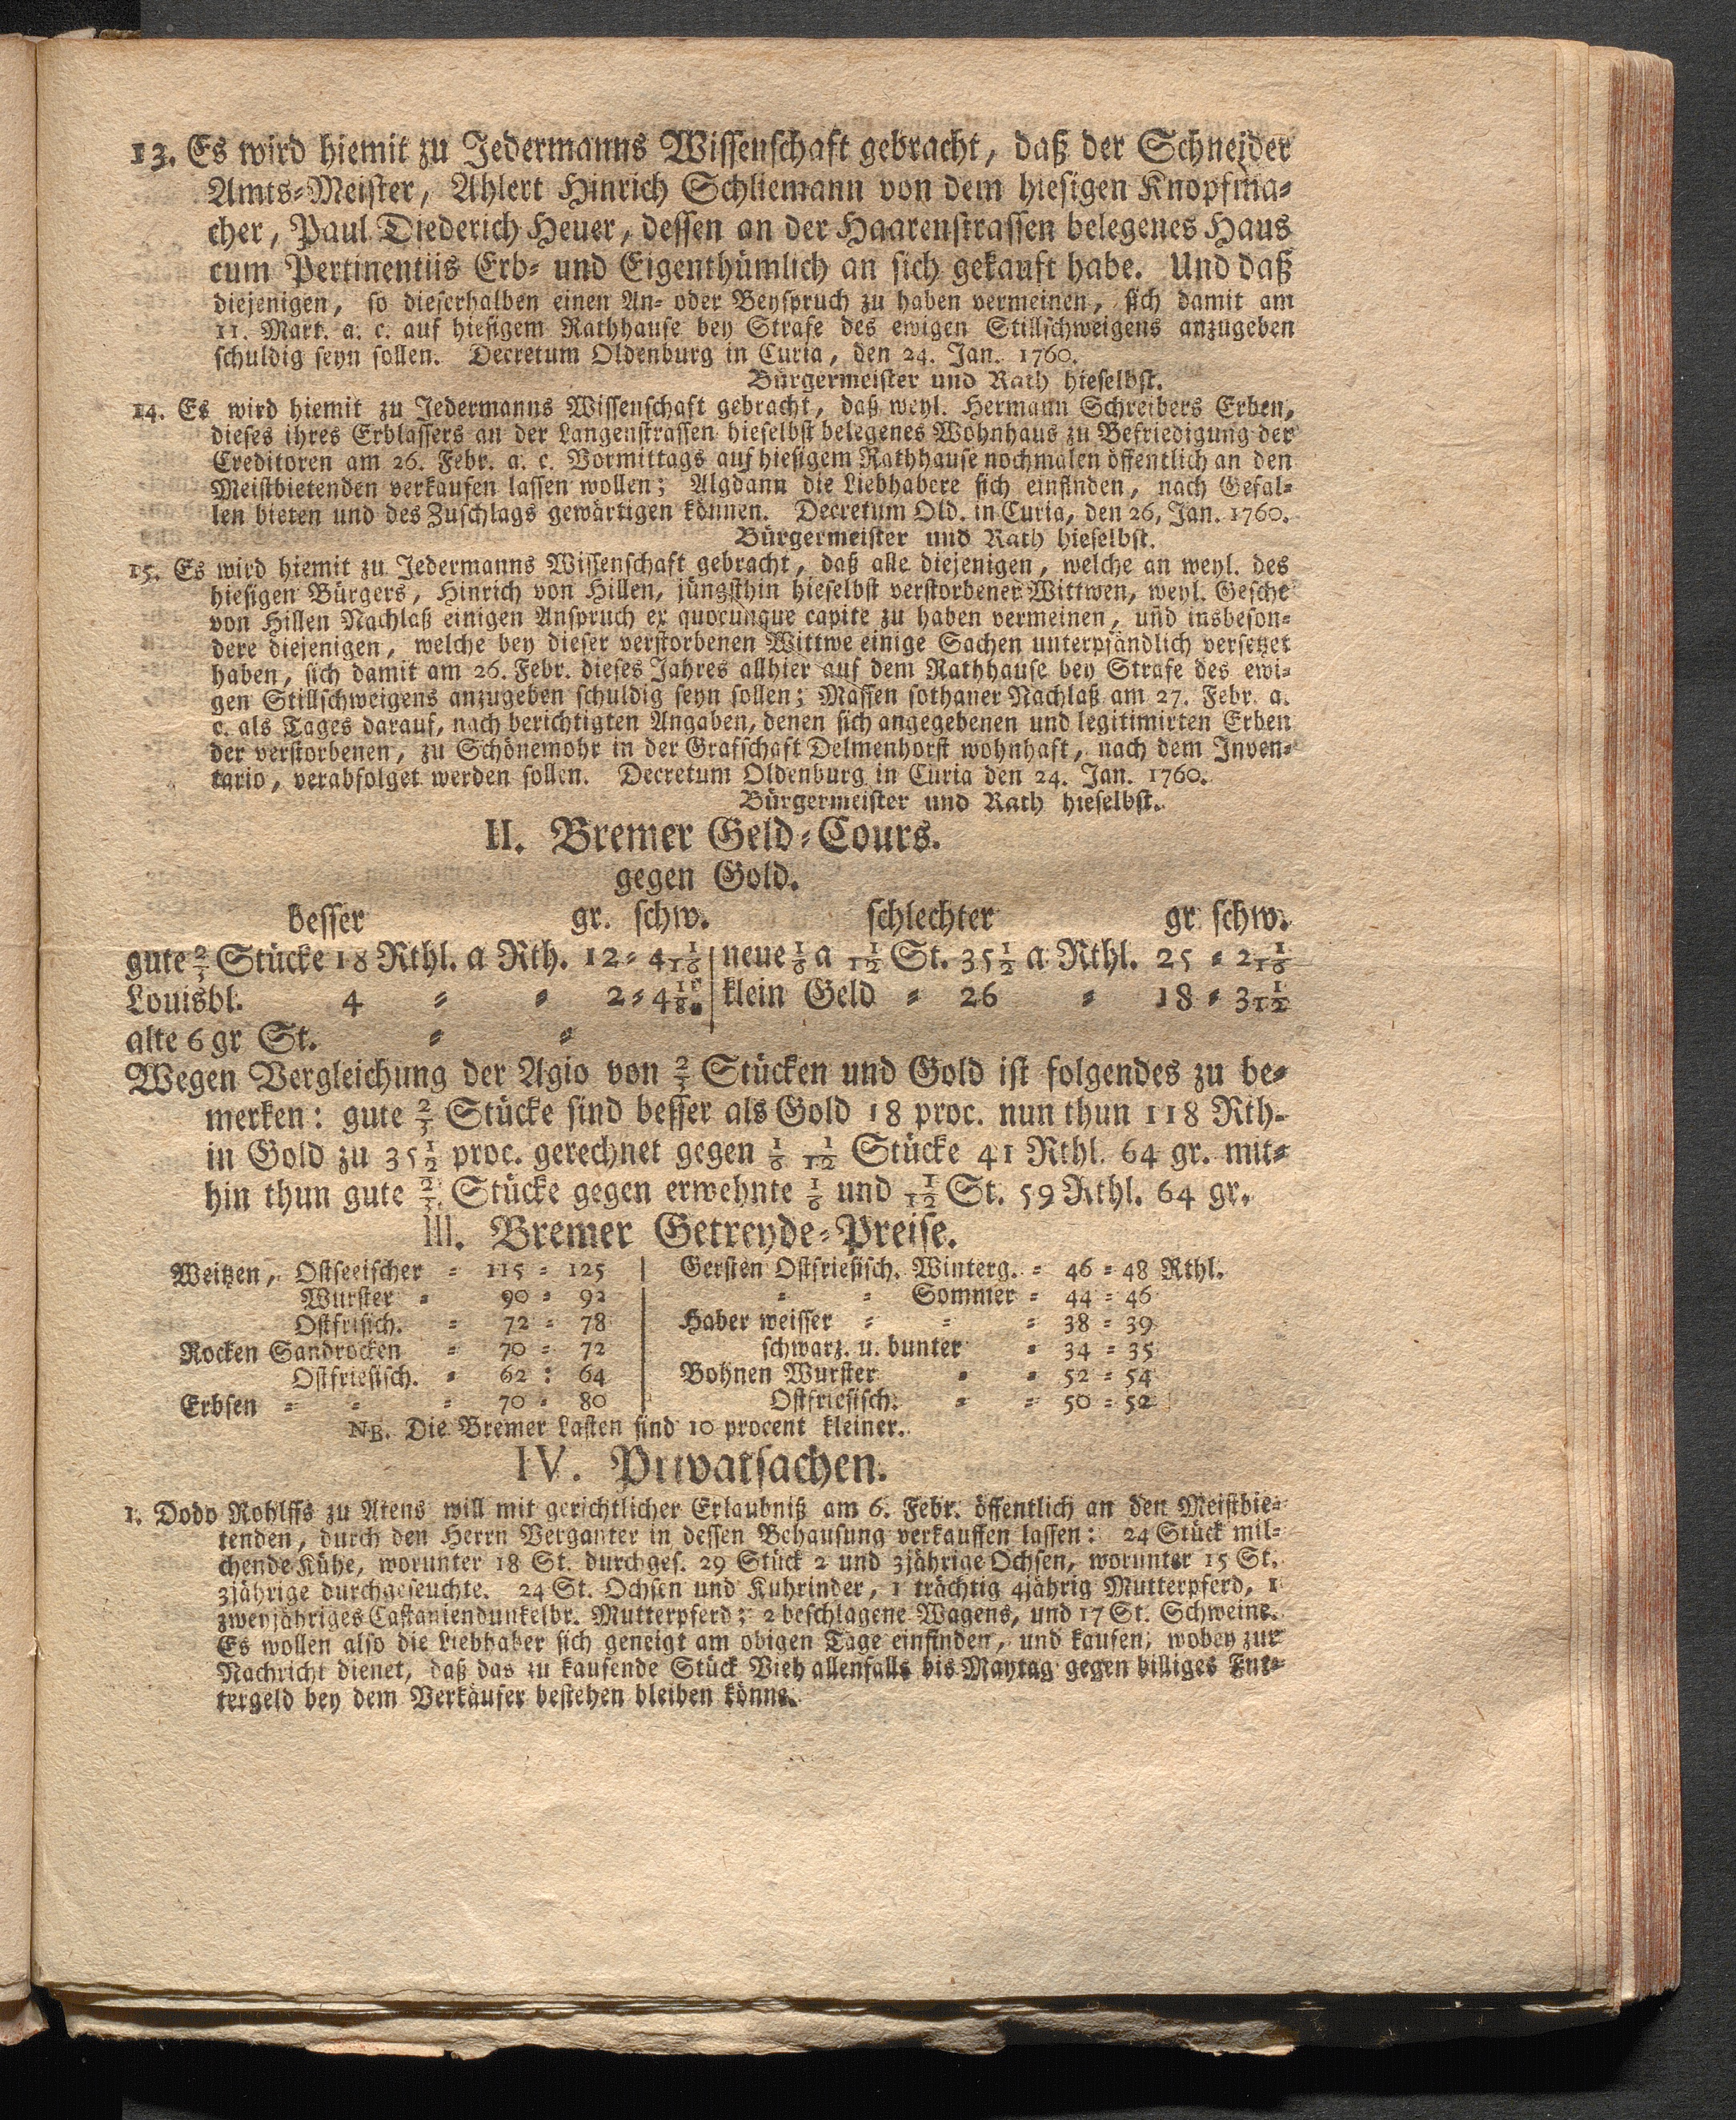 13. Es wird hiemit zu Jedermanns Wissenschaft gebracht, daß der Schneider
Amts-Meister, Ahlert Hinrich Schliemann von dem hiesigen Knopfma-
cher, Paul Diederich Heuer, dessen an der Haarenstrassen belegenes Haus
cum Pertinentiis Erb- und Eigenthümlich an sich gekauft habe. Und daß
diejenigen, so dieserhalben einen An- oder Beyspruch zu haben vermeinen, sich damit am
11. Mart. a. c. auf hiesigem Rathhause bey Strafe des ewigen Stillschweigens anzugeben
schuldig seyn sollen. Decretum Oldenburg in Curia, den 24. Jan. 1760.
Bürgermeister und Rath hieselbst.
14. Es wird hiemit zu Jedermanns Wissenschaft gebracht, daß weyl. Hermann Schreibers Erben,
dieses ihres Erblassers an der Langenstrassen hieselbst belegenes Wohnhaus zu Befriedigung der
Creditoren am 26. Febr. a. c. Vormittags auf hiesigem Rathhause nochmalen öffentlich an den
Meistbietenden verkaufen lassen wollen; Algdann die Liebhabere sich einfinden, nach Gefal-
len bieten und des Zuschlags gewärtigen können. Decretum Old. in Curia, den 26, Jan. 1760.
Bürgermeister und Rath hieselbst.
15. Es wird hiemit zu Jedermanns Wissenschaft gebracht, daß alle diejenigen, welche an weyl. des
hiesigen Bürgers, Hinrich von Hillen, jüngsthin hieselbst verstorbener Wittwen, weyl. Gesche
von Hillen Nachlaß einigen Anspruch ex quocunque capite zu haben vermeinen, und insbeson-
dere diejenigen, welche bey dieser verstorbenen Wittwe einige Sachen unterpfändlich versetzet
haben, sich damit am 26. Febr. dieses Jahres allhier auf dem Rathhause bey Strafe des ewi-
gen Stillschweigens anzugeben schuldig seyn sollen; Massen sothaner Nachlaß am 27. Febr. a.
c. als Tages darauf, nach berichtigten Angaben, denen sich angegebenen und legitimirten Erben
der verstorbenen, zu Schönemohr in der Grafschaft Delmenhorst wohnhaft, nach dem Inven-
tario, verabfolget werden sollen. Decretum Oldenburg in Curia den 24. Jan. 1760.
Bürgermeister und Rath hieselbst.
II. Bremer Geld-Cours.
gegen Gold.
besser gr. schw. schlechter gr schw.
gute 2/3 Stücke 18 Rthl. a Rth. 12 = 4 1/16 neue 1/6 a 1/12 St. 35 1/2 a Rthl. 25 = 2 1/16
Louisbl. 4 = = 2 = 4 klein Geld = 26 = 18 = 3 1/12
alte 6 gr St. = =
Wegen Vergleichung der Agio von 2/3 Stücken und Gold ist folgendes zu be-
merken: gute 2/3 Stücke sind besser als Gold 18 proc. nun thun 118 Rth.
in Gold zu 35 1/2 proc. gerechnet gegen 1/6 1/12 Stücke 41 Rthl. 64 gr. mit-
hin thun gute 2/3 Stücke gegen erwehnte 1/6 und 1/12 St. 59 Rthl. 64 gr.
III. Bremer Getreyde-Preise.
Weitzen, Ostseeischer = 115 = 125 Gersten Ostfriesisch. Winterg. = 46 = 48 Rthl.
Wurster = 90 = 92 = = Sommer = 44 = 46
Ostfrisich. = 72 = 78 Haber weisser = = = 38 = 39
Rocken Sandrocken = 70 = 72 schwarz. u. bunter = 34 = 35
Ostfriesisch. = 62 : 64 Bohnen Wurster = = 52 = 54
Erbsen = = = 70 = 80 Ostfriesisch. = = 50 = 52
NB. Die Bremer Lasten sind 10 procent kleiner.
IV. Privatsachen.
1. Dodo Rohlffs zu Atens will mit gerichtlicher Erlaubniß am 6. Febr. öffentlich an den Meistbie-
tenden, durch den Herrn Verganter in dessen Behausung verkauffen lassen: 24 Stück mil-
chende Kühe, worunter 18 St. durchges. 29 Stück 2 und 3jährige Ochsen, worunter 15 St.
3jährige durchgeseuchte. 24 St. Ochsen und Kuhrinder, 1 trächtig 4jährig Mutterpferd, 1
zweyjähriges Castaniendunkelbr. Mutterpferd; 2 beschlagene Wagens, und 17 St. Schweine.
Es wollen also die Liebhaber sich geneigt am obigen Tage einfinden, und kaufen; wobey zur
Nachricht dienet, daß das zu kaufende Stück Vieh allenfalls bis Maytag gegen billiges Fut-
tergeld bey dem Verkäufer bestehen bleiben könne.